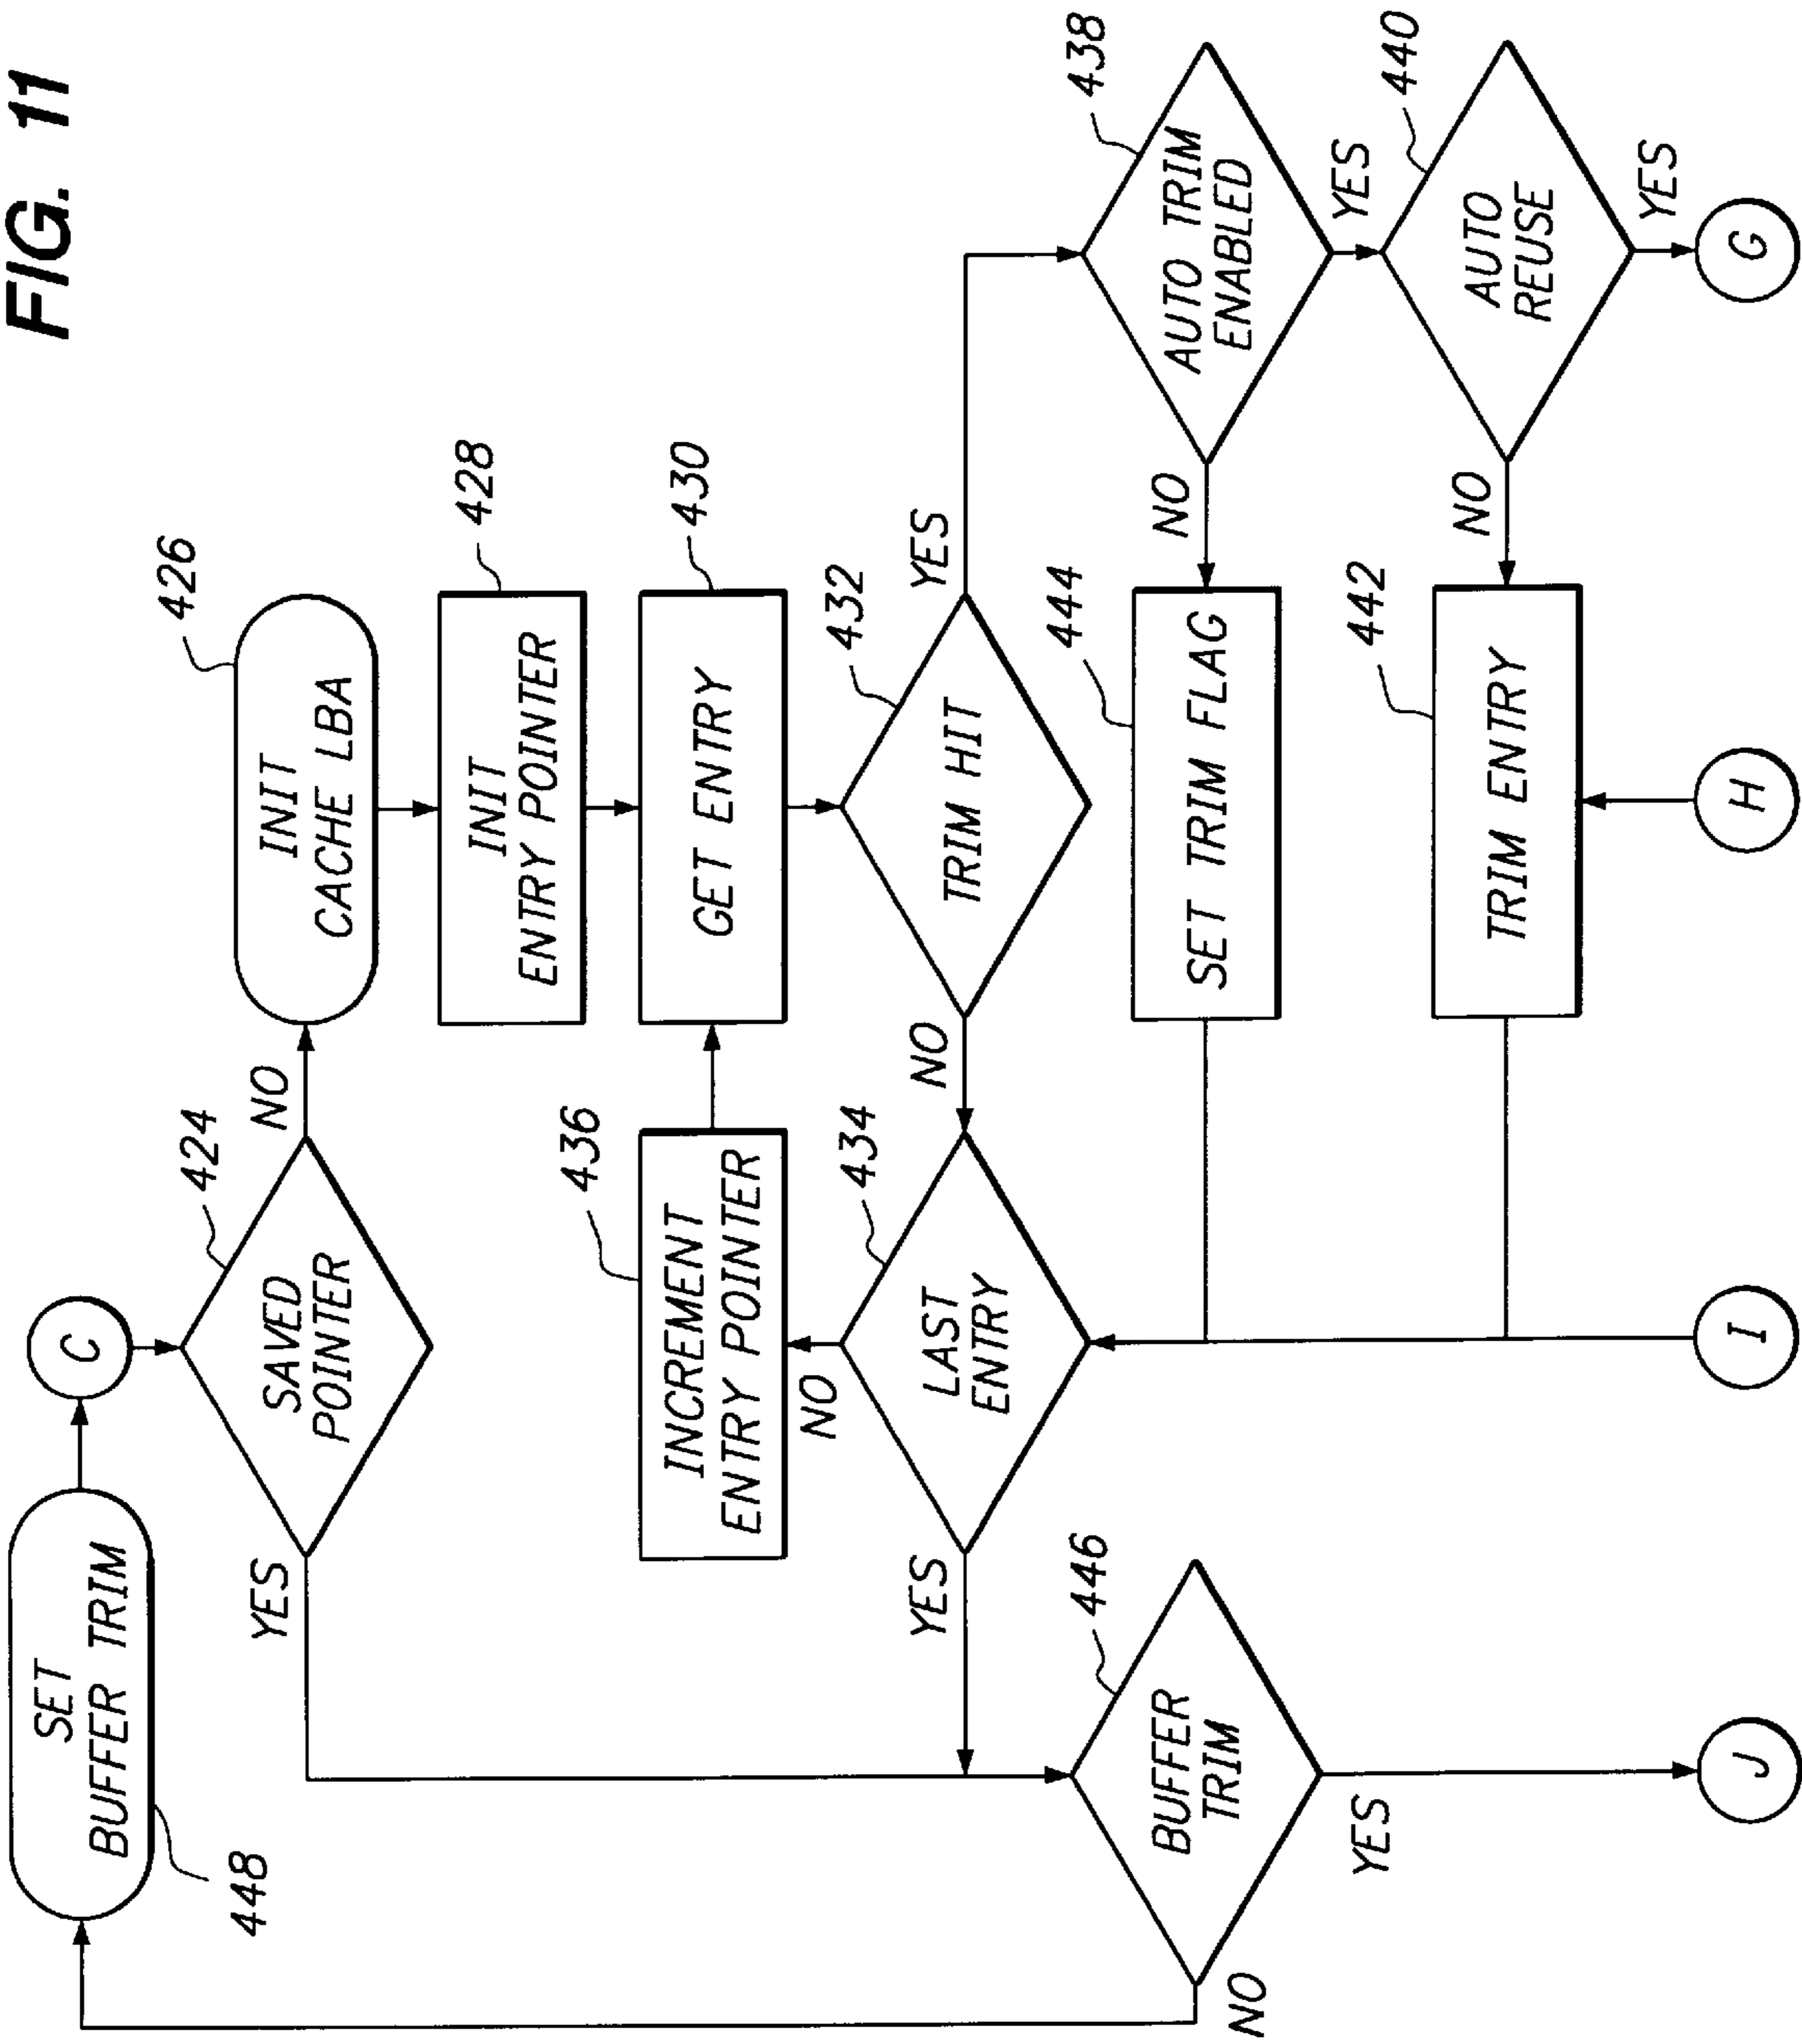 FIG. 11
SET
BUFFER TRIM
448
C
SAVED
POINTER
424
YES
NO
INIT
CACHE LBA
426
INIT
ENTRY POINTER
428
INCREMENT
ENTRY POINTER
436
GET ENTRY
430
NO
LAST
ENTRY
434
YES
NO
TRIM HIT
432
YES
BUFFER
TRIM
446
NO
YES
SET TRIM FLAG
444
NO
AUTO TRIM
ENABLED
438
YES
TRIM ENTRY
442
NO
AUTO
REUSE
440
YES
J
I
H
G